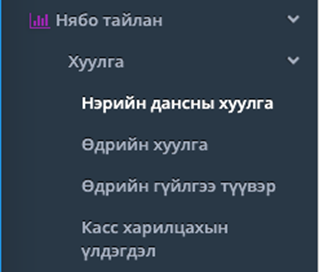 Нябо тайлан
Хуулга
Нэрийн дансны хуулга
Өдрийн хуулга
Өдрийн гүйлгээ түүвэр
Касс харилцахын
үлдэгдэл